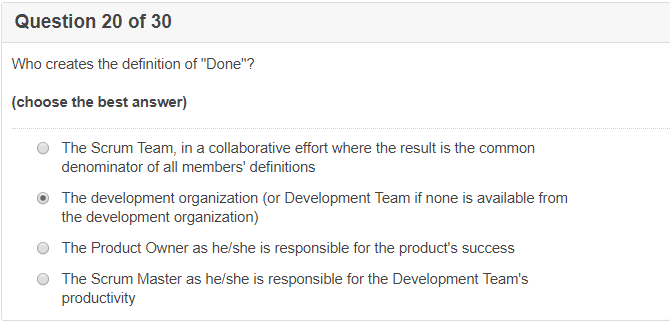 Question 20 of 30
Who creates the definition of "Done"?
(choose the best answer)
The Scrum Team, in a collaborative effort where the result is the common
denominator of all members' definitions
The development organization (or Development Team if none is available from
the development organization)
The Product Owner as he/she is responsible for the product's success
The Scrum Master as he/she is responsible for the Development Team's
productivity